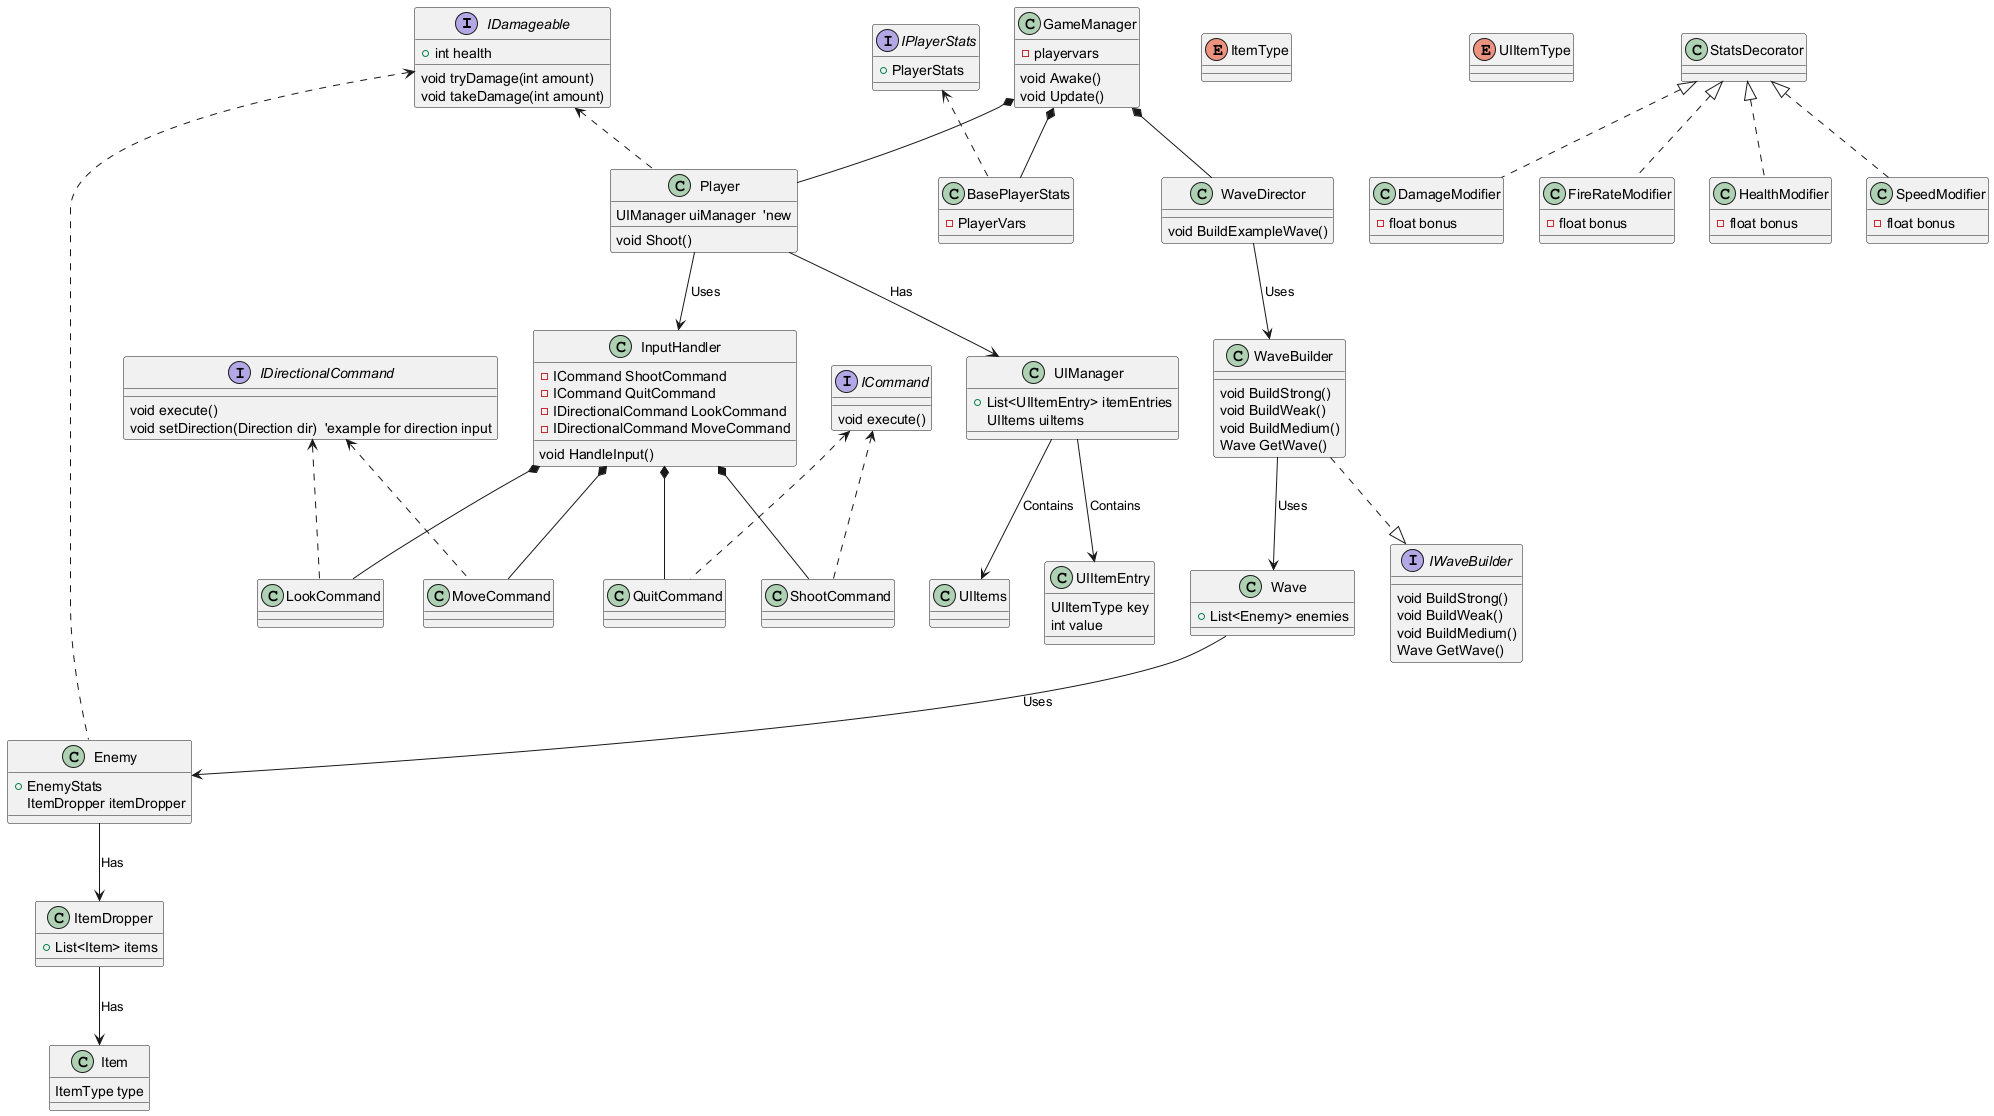 I IDamageable
int health
void tryDamage(int amount)
void takeDamage(int amount)
I IPlayerStats
PlayerStats
C GameManager
playervars
void Awake()
void Update()
E ItemType
E UIItemType
C StatsDecorator
C Player
UIManager uiManager 'new
void Shoot()
C BasePlayerStats
PlayerVars
C WaveDirector
void BuildExampleWave()
C DamageModifier
float bonus
C FireRateModifier
float bonus
C HealthModifier
float bonus
C SpeedModifier
float bonus
Uses
Has
Uses
I IDirectionalCommand
void execute()
void setDirection(Direction dir) 'example for direction input
C InputHandler
ICommand ShootCommand
ICommand QuitCommand
IDirectionalCommand LookCommand
IDirectionalCommand MoveCommand
void HandleInput()
I ICommand
void execute()
C UIManager
List<UIItemEntry> itemEntries
UIItems uiItems
C WaveBuilder
void BuildStrong()
void BuildWeak()
void BuildMedium()
Wave GetWave()
Contains
Contains
Uses
C LookCommand
C MoveCommand
C QuitCommand
C ShootCommand
C UIItems
C UIItemEntry
UIItemType key
int value
C Wave
List<Enemy> enemies
I IWaveBuilder
void BuildStrong()
void BuildWeak()
void BuildMedium()
Wave GetWave()
Uses
C Enemy
EnemyStats
ItemDropper itemDropper
Has
C ItemDropper
List<Item> items
Has
C Item
ItemType type